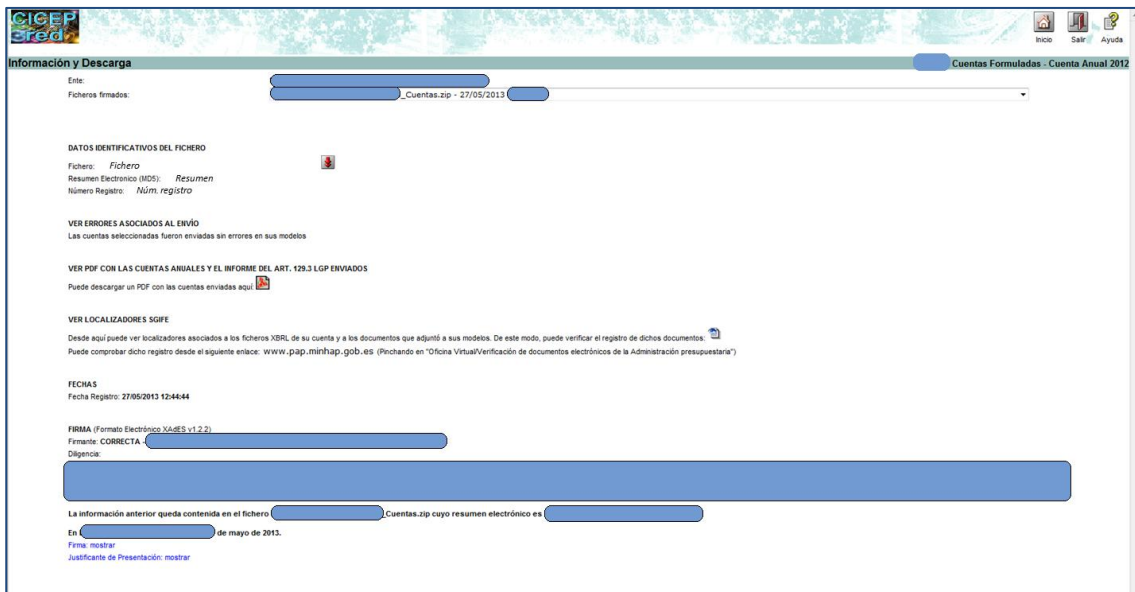 CICEP
sred
Inicio Salir Ayuda
Información y Descarga Cuentas Formuladas - Cuenta Anual 2012
Ente:
Ficheros firmados: _Cuentas.zip - 27/05/2013
DATOS IDENTIFICATIVOS DEL FICHERO
Fichero: Fichero
Resumen Electronico (MD5): Resumen
Número Registro: Núm. registro
VER ERRORES ASOCIADOS AL ENVÍO
Las cuentas seleccionadas fueron enviadas sin errores en sus modelos
VER PDF CON LAS CUENTAS ANUALES Y EL INFORME DEL ART. 129.3 LGP ENVIADOS
Puede descargar un PDF con las cuentas enviadas aquí:
VER LOCALIZADORES SGIFE
Desde aquí puede ver localizadores asociados a los ficheros XBRL de su cuenta y a los documentos que adjuntó a sus modelos. De este modo, puede verificar el registro de dichos documentos:
Puede comprobar dicho registro desde el siguiente enlace: www.pap.minhap.gob.es (Pinchando en "Oficina Virtual/Verificación de documentos electrónicos de la Administración presupuestaria")
FECHAS
Fecha Registro: 27/05/2013 12:44:44
FIRMA (Formato Electrónico XAdES v1.2.2)
Firmante: CORRECTA -
Diligencia:
La información anterior queda contenida en el fichero _Cuentas.zip cuyo resumen electrónico es
En de mayo de 2013.
Firma: mostrar
Justificante de Presentación: mostrar